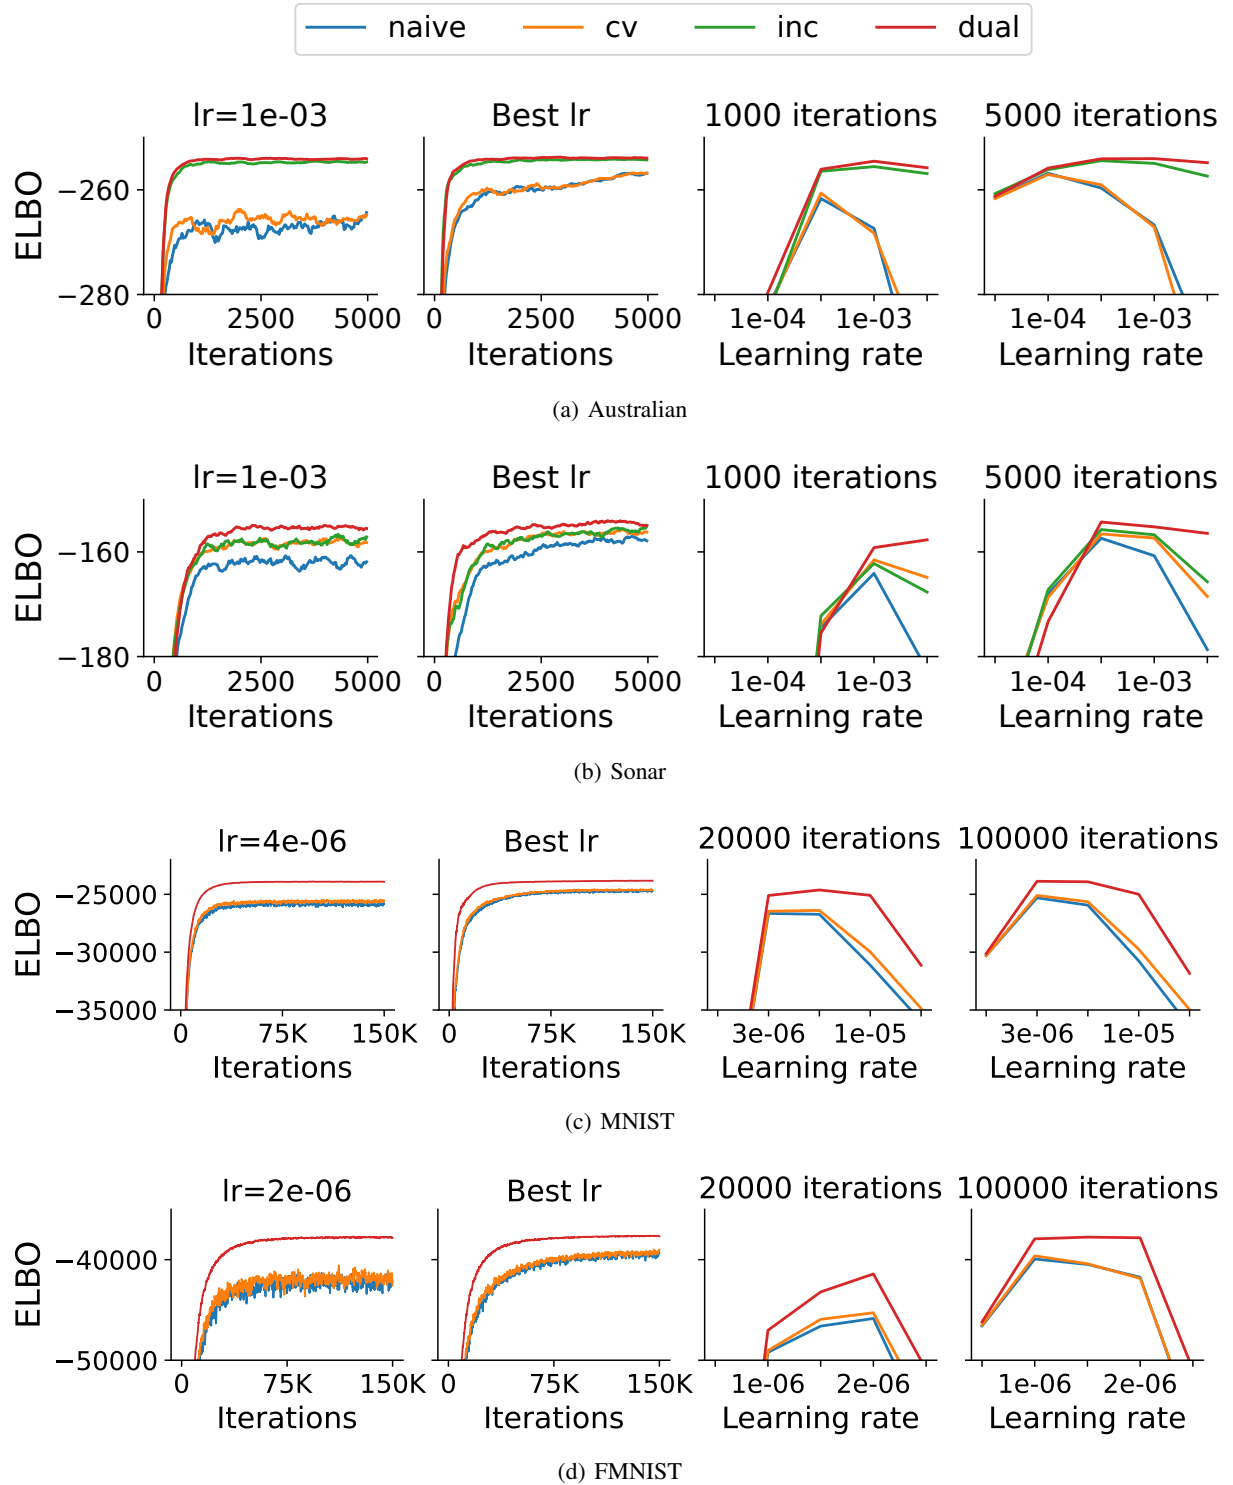 naive cv inc dual
lr=1e-03 Best lr 1000 iterations 5000 iterations
ELBO
−260
−280
0 2500 5000 0 2500 5000 1e-04 1e-03 1e-04 1e-03
Iterations Iterations Learning rate Learning rate
(a) Australian
lr=1e-03 Best lr 1000 iterations 5000 iterations
ELBO
−160
−180
0 2500 5000 0 2500 5000 1e-04 1e-03 1e-04 1e-03
Iterations Iterations Learning rate Learning rate
(b) Sonar
lr=4e-06 Best lr 20000 iterations 100000 iterations
ELBO
−25000
−30000
−35000
0 75K 150K 0 75K 150K 3e-06 1e-05 3e-06 1e-05
Iterations Iterations Learning rate Learning rate
(c) MNIST
lr=2e-06 Best lr 20000 iterations 100000 iterations
ELBO
−40000
−50000
0 75K 150K 0 75K 150K 1e-06 2e-06 1e-06 2e-06
Iterations Iterations Learning rate Learning rate
(d) FMNIST